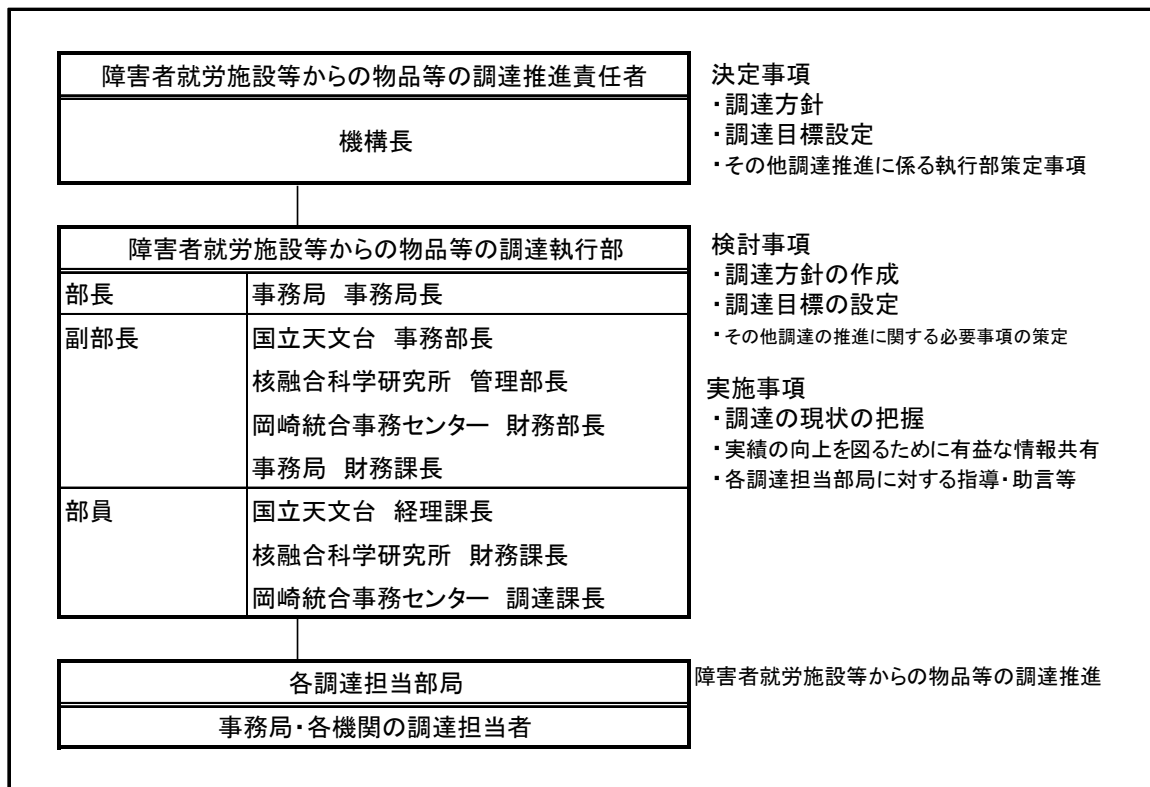 障害者就労施設等からの物品等の調達推進責任者
機構長
決定事項
・調達方針
・調達目標設定
・その他調達推進に係る執行部策定事項
障害者就労施設等からの物品等の調達執行部
部長 事務局 事務局長
副部長 国立天文台 事務部長
核融合科学研究所 管理部長
岡崎統合事務センター 財務部長
事務局 財務課長
部員 国立天文台 経理課長
核融合科学研究所 財務課長
岡崎統合事務センター 調達課長
検討事項
・調達方針の作成
・調達目標の設定
・その他調達の推進に関する必要事項の策定
実施事項
・調達の現状の把握
・実績の向上を図るために有益な情報共有
・各調達担当部局に対する指導・助言等
各調達担当部局
事務局・各機関の調達担当者
障害者就労施設等からの物品等の調達推進